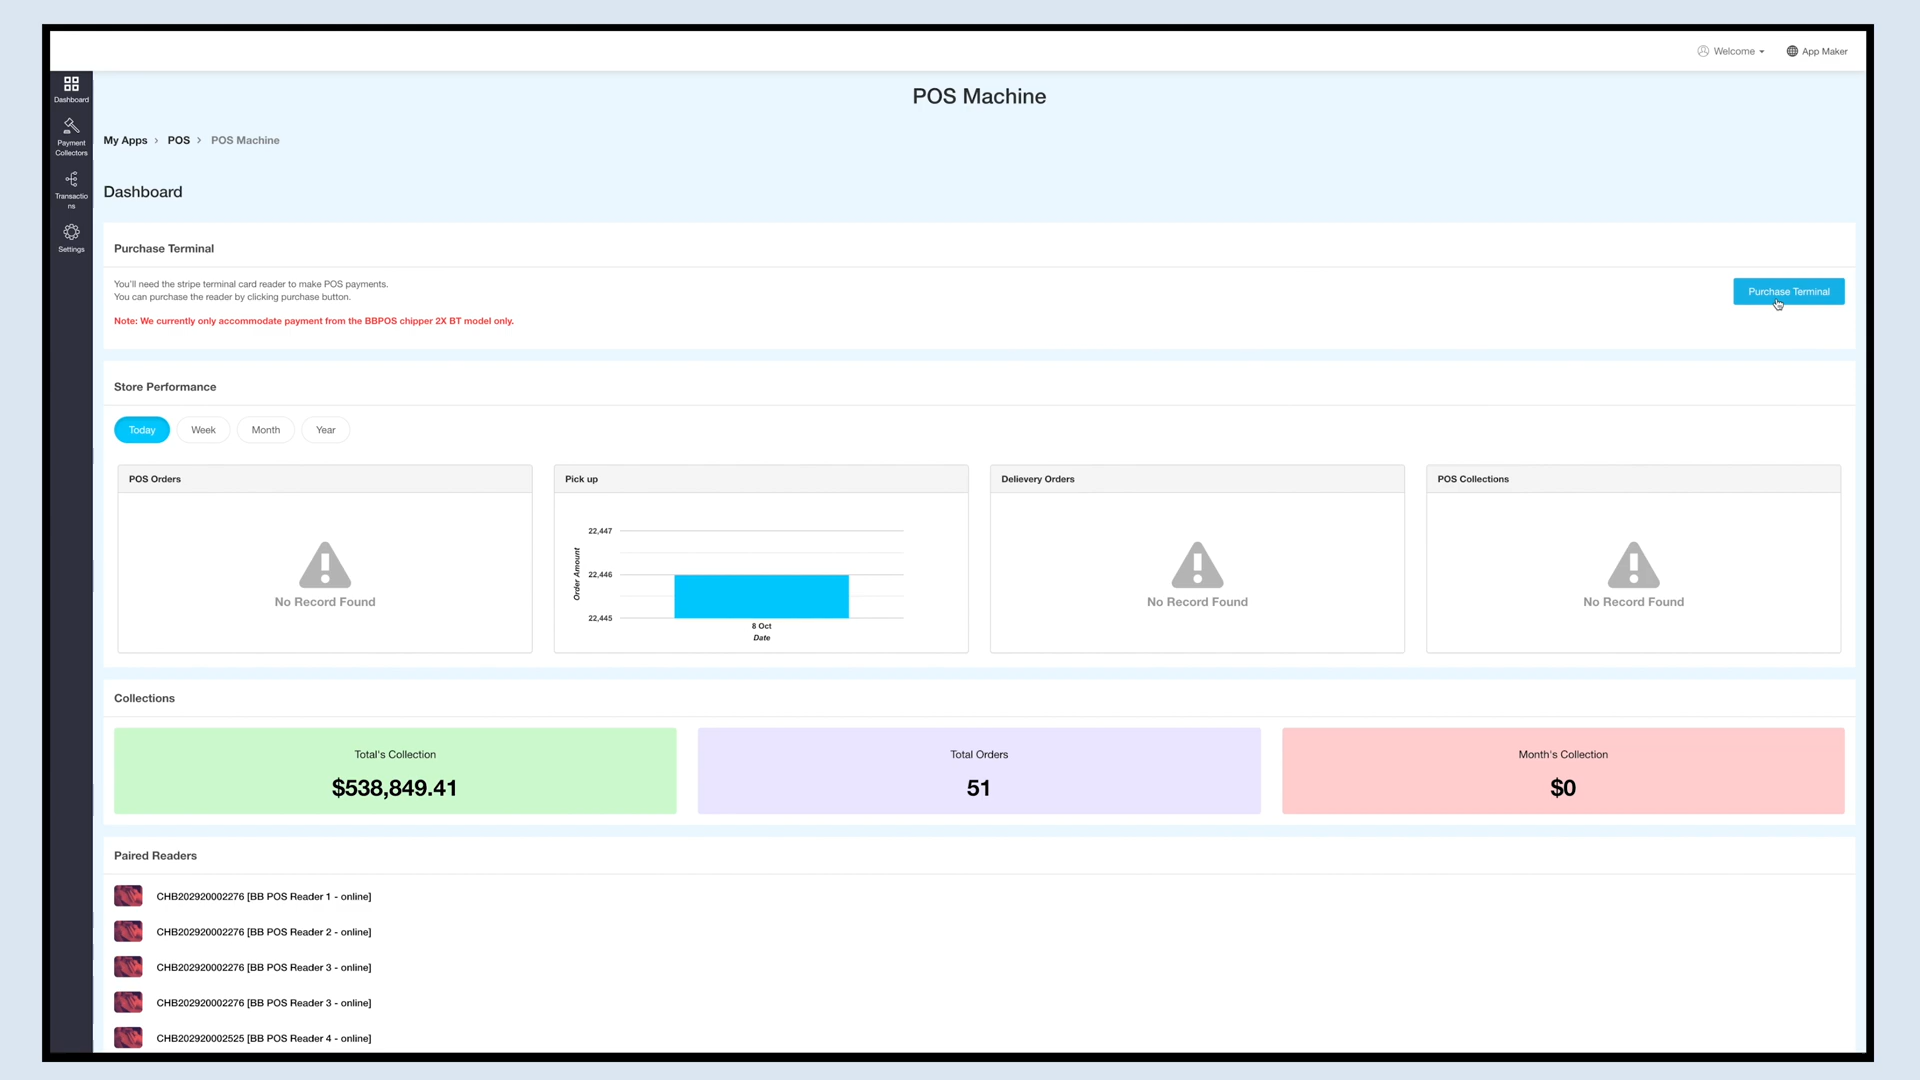 Welcome
App Maker
Dashboard
Payment
Collectors
Transactio
ns
Settings
POS Machine
My Apps > POS > POS Machine
Dashboard
Purchase Terminal
You'll need the stripe terminal card reader to make POS payments.
You can purchase the reader by clicking purchase button.
Note: We currently only accommodate payment from the BBPOS chipper 2X BT model only.
Purchase Terminal
Store Performance
Today
Week
Month
Year
POS Orders
No Record Found
Pick up
22,447
22,446
22,445
Order Amount
8 Oct
Date
Delievery Orders
No Record Found
POS Collections
No Record Found
Collections
Total's Collection
$538,849.41
Total Orders
51
Month's Collection
$0
Paired Readers
CHB202920002276 [BB POS Reader 1 - online]
CHB202920002276 [BB POS Reader 2 - online]
CHB202920002276 [BB POS Reader 3 - online]
CHB202920002276 [BB POS Reader 3 - online]
CHB202920002525 [BB POS Reader 4 - online]